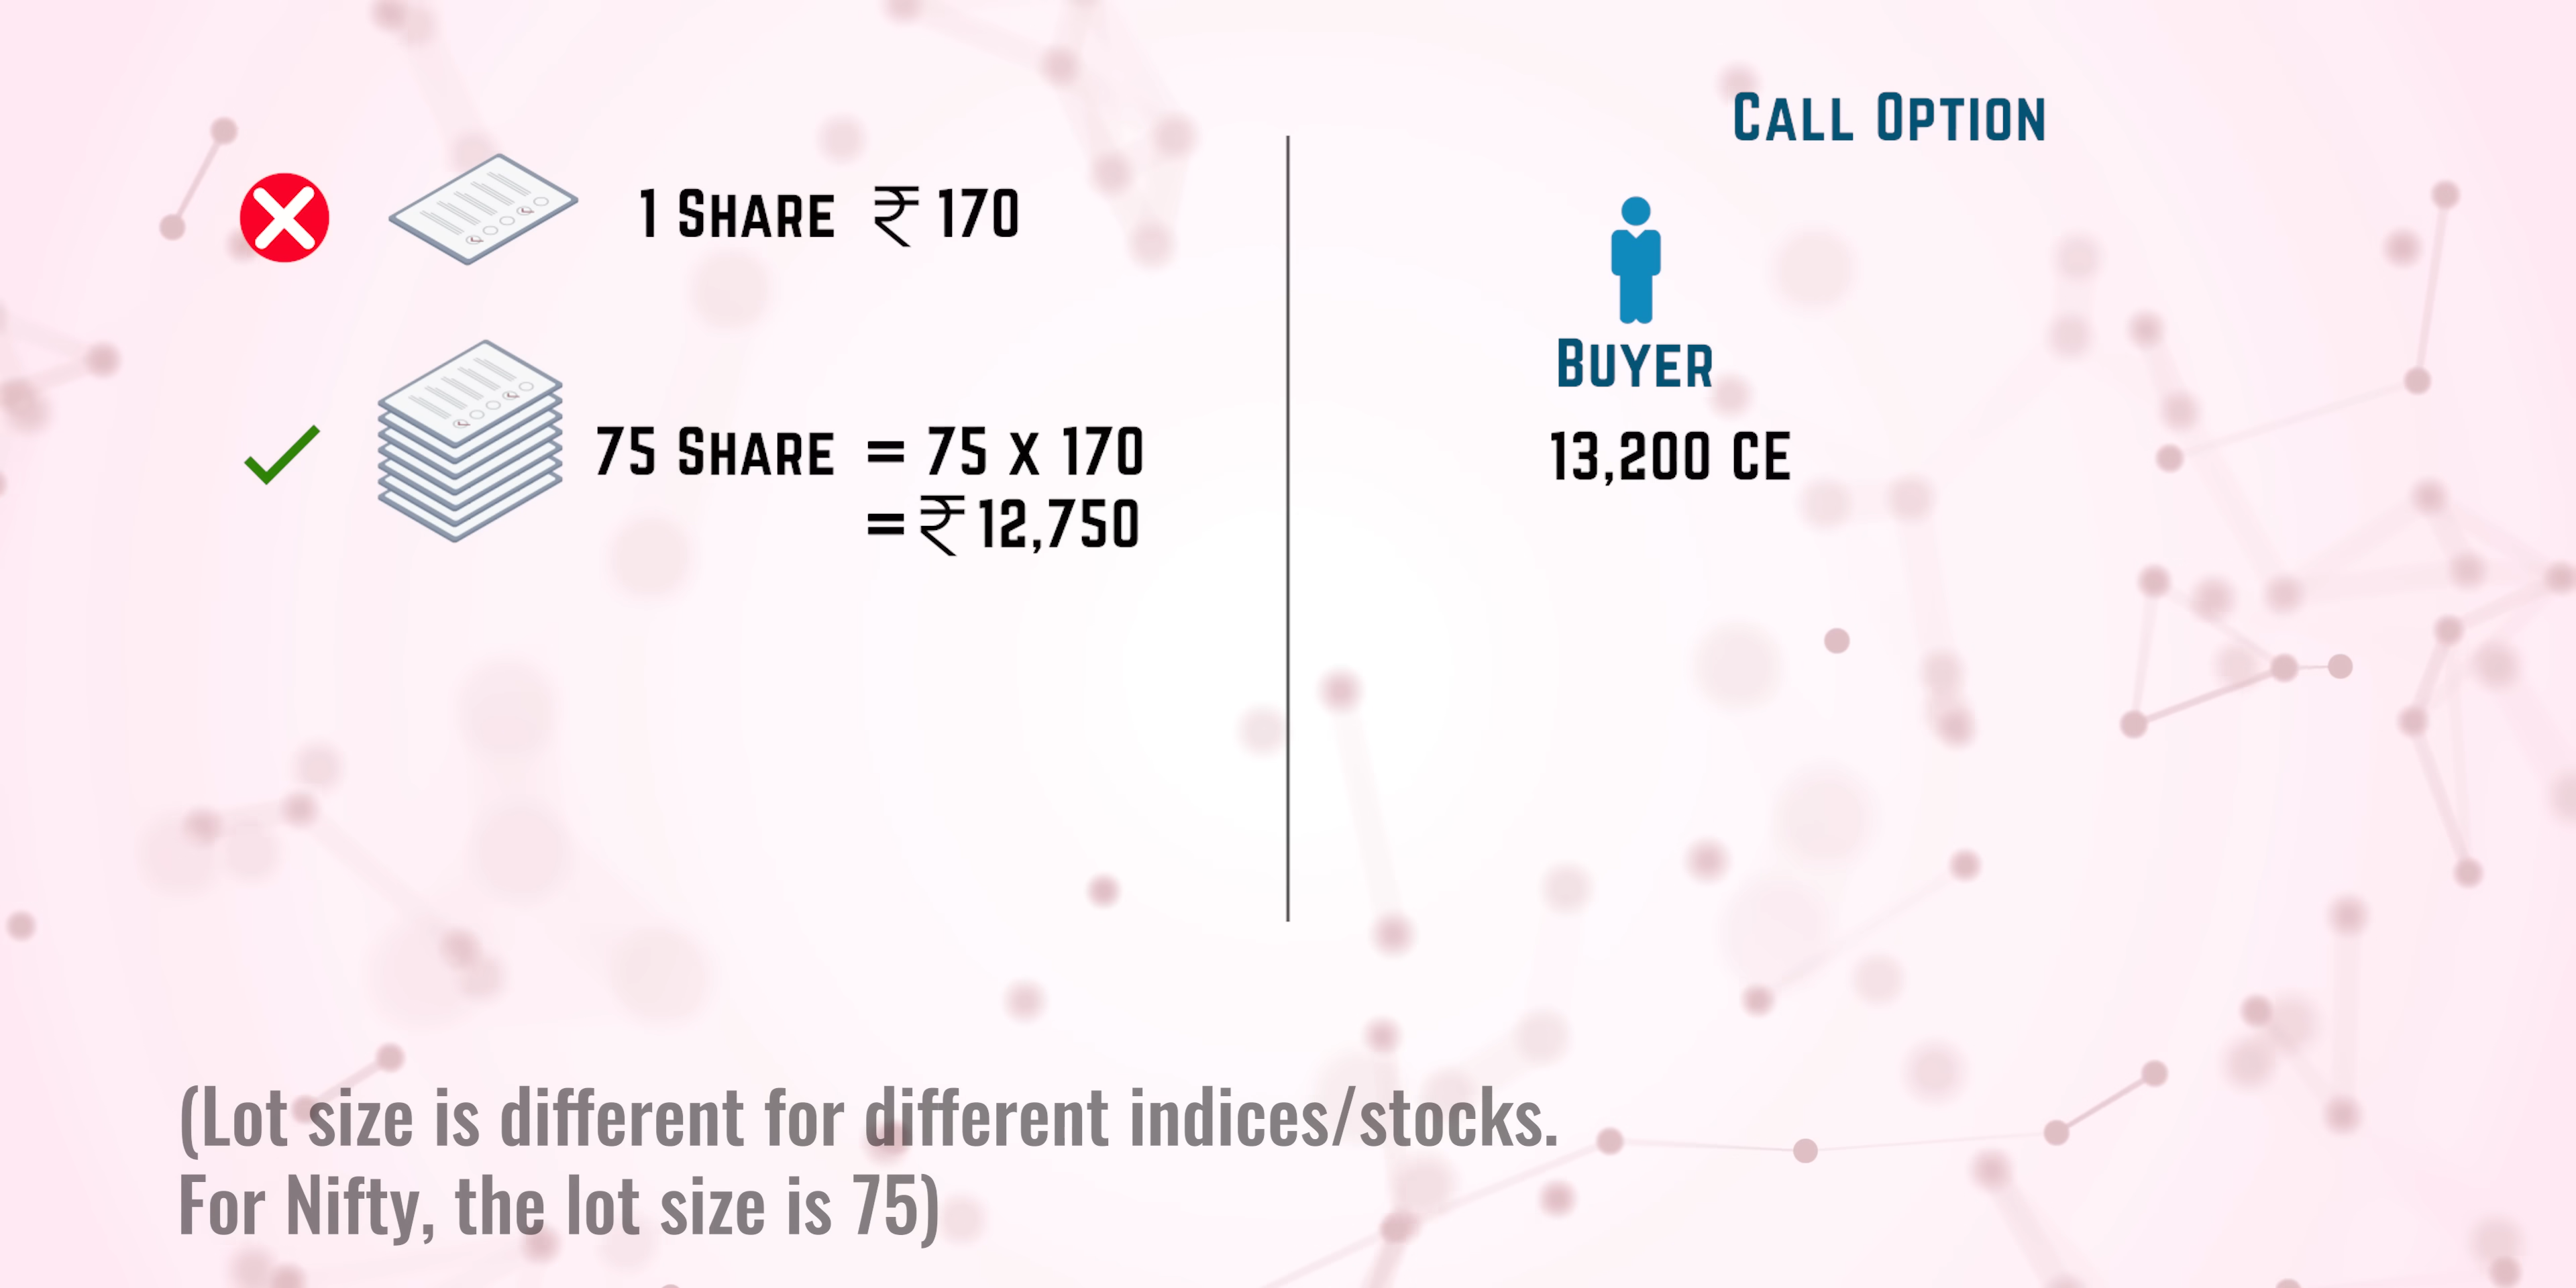 1 Share ₹ 170
75 Share = 75 x 170
= ₹ 12,750
Call Option
Buyer
13,200 CE
(Lot size is different for different indices/stocks.
For Nifty, the lot size is 75)